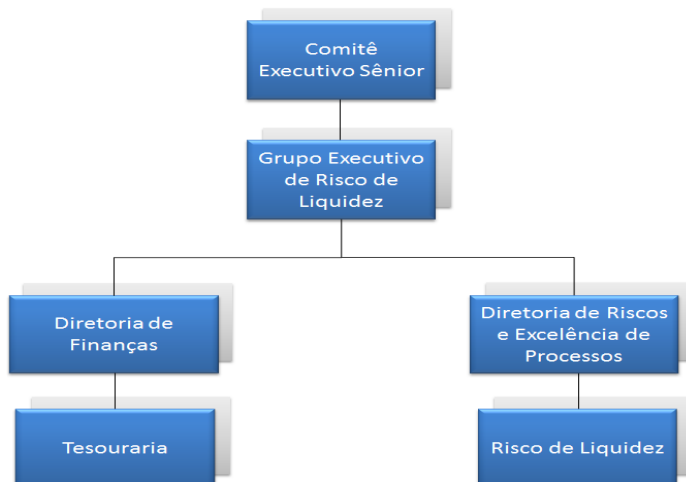 Comitê
Executivo Sênior
Grupo Executivo
de Risco de
Liquidez
Diretoria de
Finanças
Diretoria de Riscos
e Excelência de
Processos
Tesouraria
Risco de Liquidez